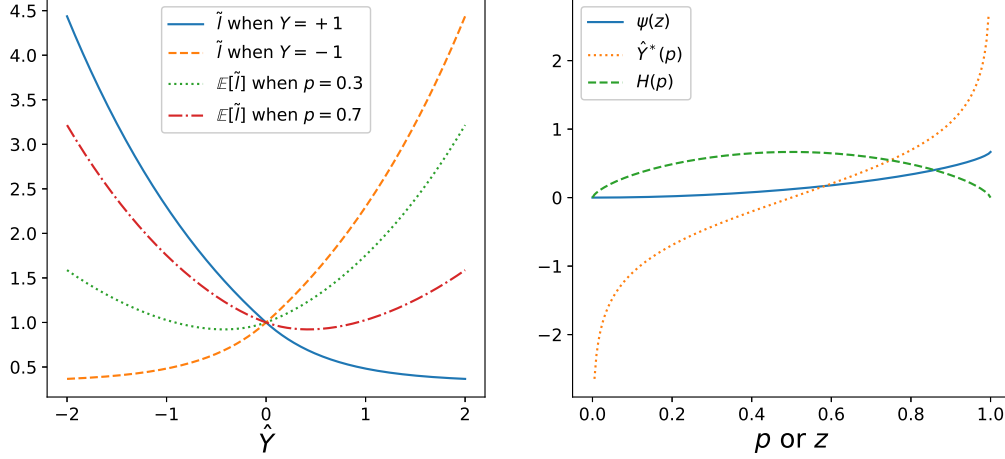 4.5
4.0
3.5
3.0
2.5
2.0
1.5
1.0
0.5
−2
−1
0
1
2
Ŷ
l̃ when Y = +1
l̃ when Y = −1
𝔼[l̃] when p = 0.3
𝔼[l̃] when p = 0.7
2
1
0
−1
−2
0.0
0.2
0.4
0.6
0.8
1.0
p or z
ψ(z)
Ŷ*(p)
H(p)